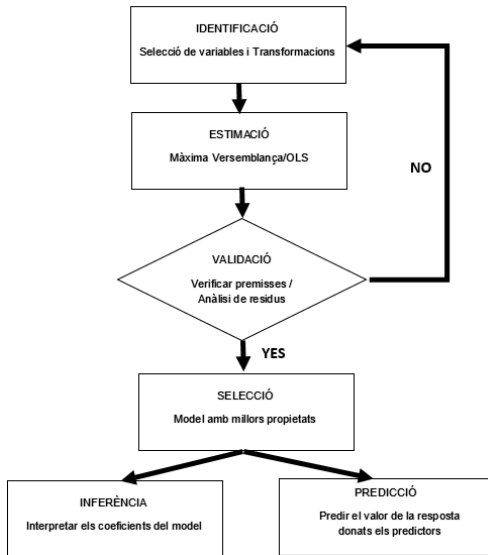 IDENTIFICACIÓ
Selecció de variables i Transformacions
ESTIMACIÓ
Màxima Versemblança/OLS
NO
VALIDACIÓ
Verificar premisses /
Anàlisi de residus
YES
SELECCIÓ
Model amb millors propietats
INFERÈNCIA
Interpretar els coeficients del model
PREDICCIÓ
Predir el valor de la resposta
donats els predictors